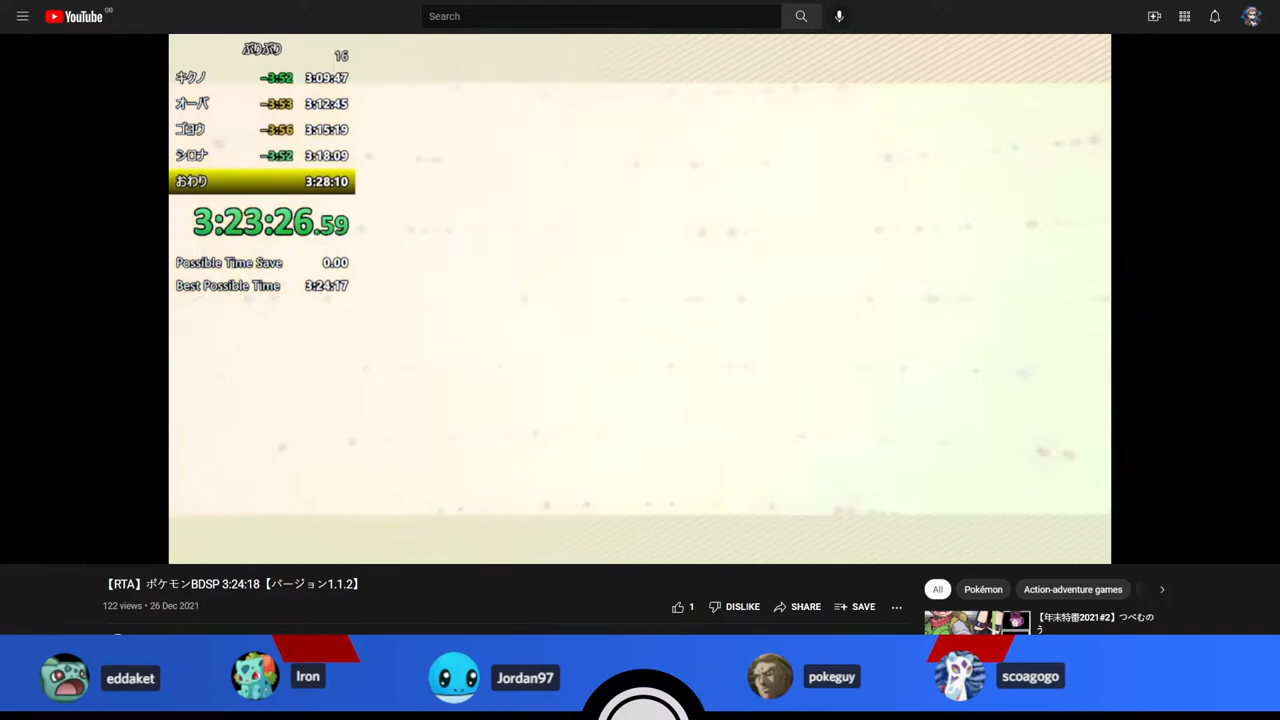 YouTube GB
Search
ぷりぷり
16
キクノ -3:52 3:09:47
オーバ -3:53 3:12:45
ゴヨウ -3:56 3:15:19
シロナ -3:52 3:18:09
おわり 3:28:10
3:23:26.59
Possible Time Save 0.00
Best Possible Time 3:24:17
【RTA】ポケモンBDSP 3:24:18【バージョン1.1.2】
122 views • 26 Dec 2021
1 DISLIKE SHARE SAVE
All Pokémon Action-adventure games
【年末特番2021#2】つべむの
う
eddaket
Iron
Jordan97
pokeguy
scoagogo